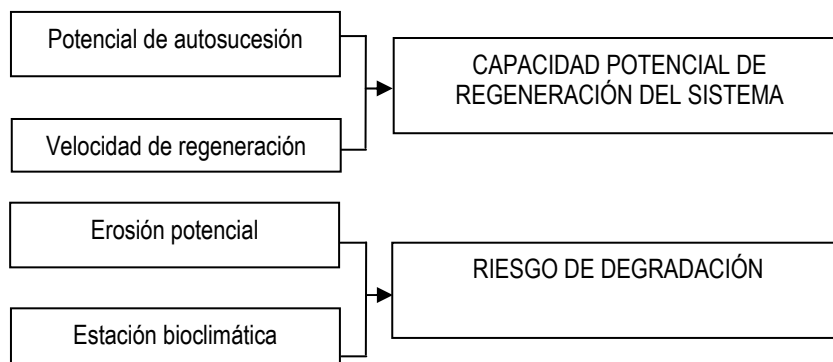 Potencial de autosucesión
CAPACIDAD POTENCIAL DE
REGENERACIÓN DEL SISTEMA
Velocidad de regeneración
Erosión potencial
RIESGO DE DEGRADACIÓN
Estación bioclimática